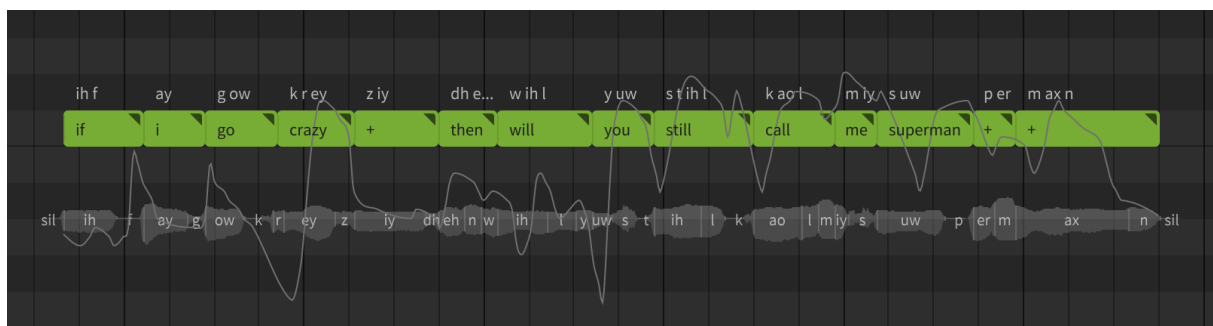 ih f ay g ow k r ey z iy dh e... w ih l y uw s t ih l k ao l m iy s uw p er m ax n
if i go crazy + then will you still call me superman + +
sil ih f ay g ow k r ey z iy dh eh n w ih l y uw s t ih l k ao l m iy s uw p er m ax n sil